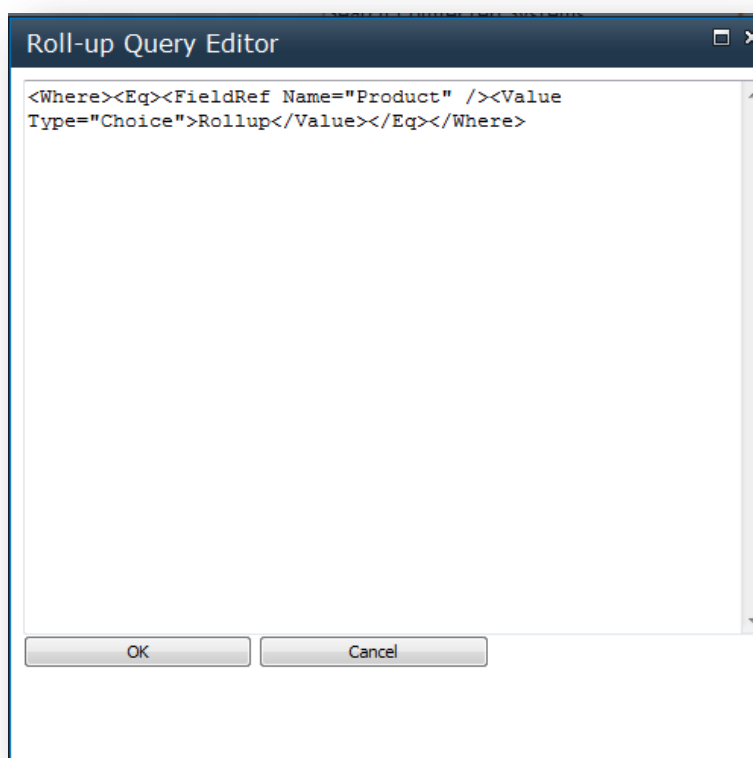 Roll-up Query Editor
<Where><Eq><FieldRef Name="Product" /><Value
Type="Choice">Rollup</Value></Eq></Where>
OK
Cancel